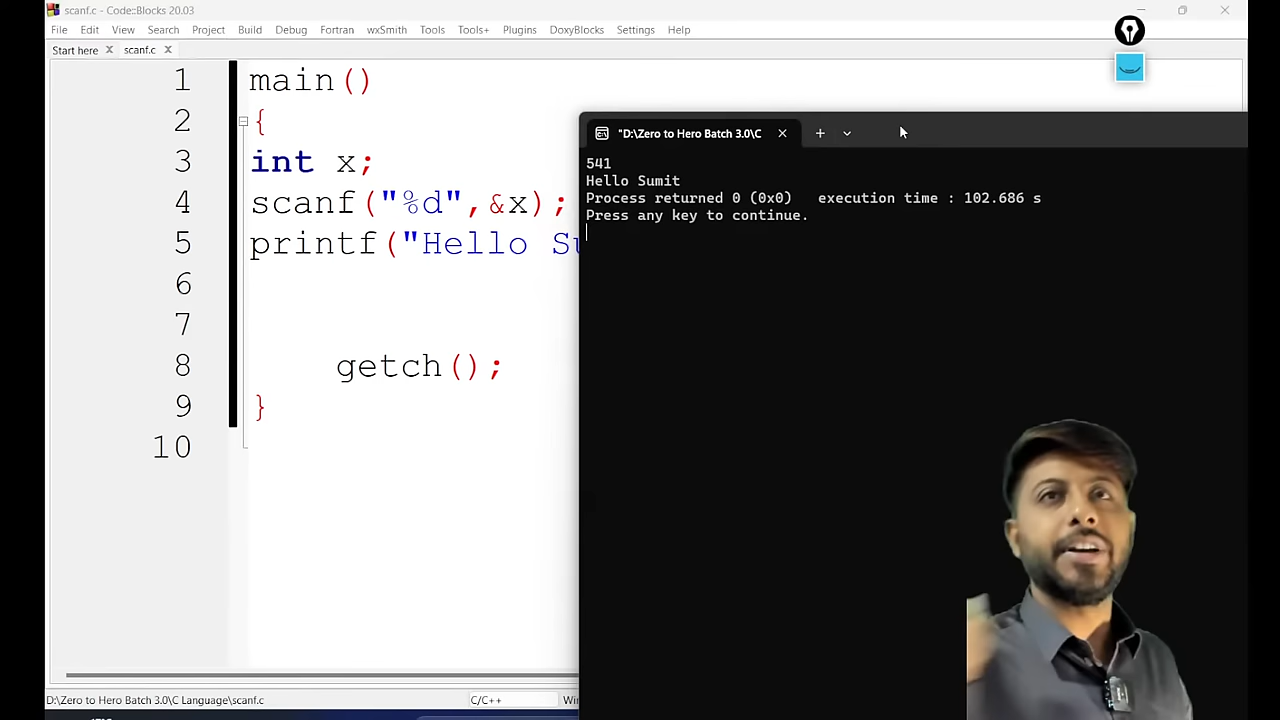 scanf.c - Code::Blocks 20.03
File Edit View Search Project Build Debug Fortran wxSmith Tools Tools+ Plugins DoxyBlocks Settings Help
Start here scanf.c
1 main()
2 {
3 int x;
4 scanf("%d",&x);
5 printf("Hello Su
6
7
8 getch();
9 }
10
"D:\Zero to Hero Batch 3.0\C
541
Hello Sumit
Process returned 0 (0x0) execution time : 102.686 s
Press any key to continue.
D:\Zero to Hero Batch 3.0\C Language\scanf.c C/C++ Win